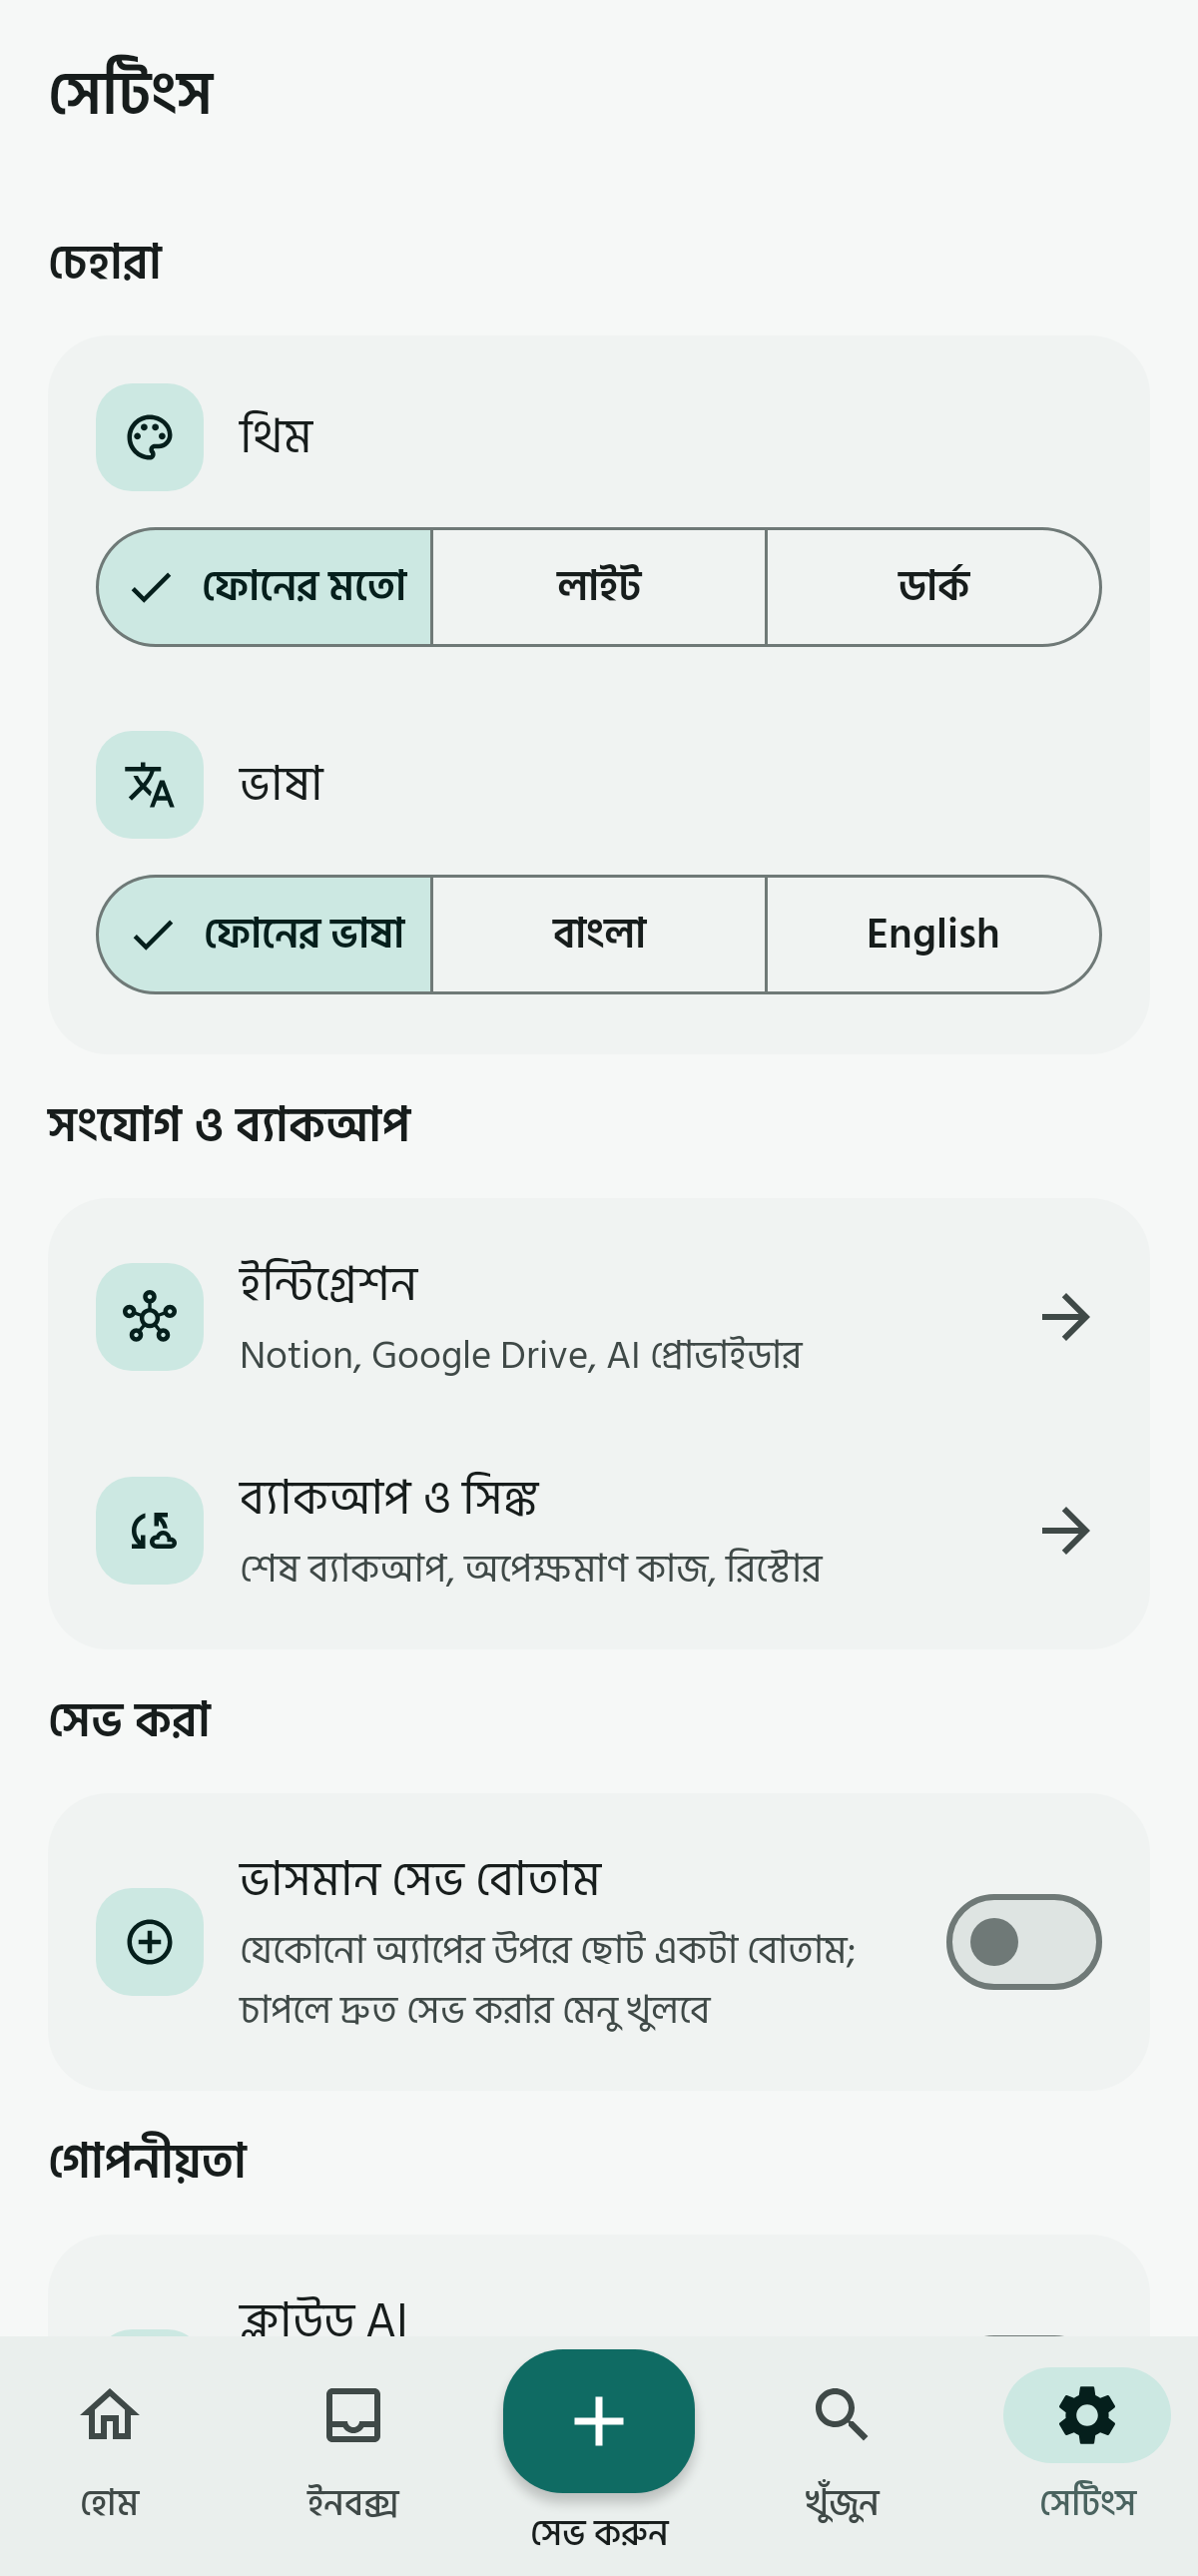 সেটিংস
চেহারা
থিম
ফোনের মতো
লাইট
ডার্ক
ভাষা
ফোনের ভাষা
বাংলা
English
সংযোগ ও ব্যাকআপ
ইন্টিগ্রেশন
Notion, Google Drive, AI প্রোভাইডার
ব্যাকআপ ও সিঙ্ক
শেষ ব্যাকআপ, অপেক্ষমাণ কাজ, রিস্টোর
সেভ করা
ভাসমান সেভ বোতাম
যেকোনো অ্যাপের উপরে ছোট একটা বোতাম;
চাপলে দ্রুত সেভ করার মেনু খুলবে
গোপনীয়তা
ক্লাউড AI
হোম
ইনবক্স
সেভ করুন
খুঁজুন
সেটিংস